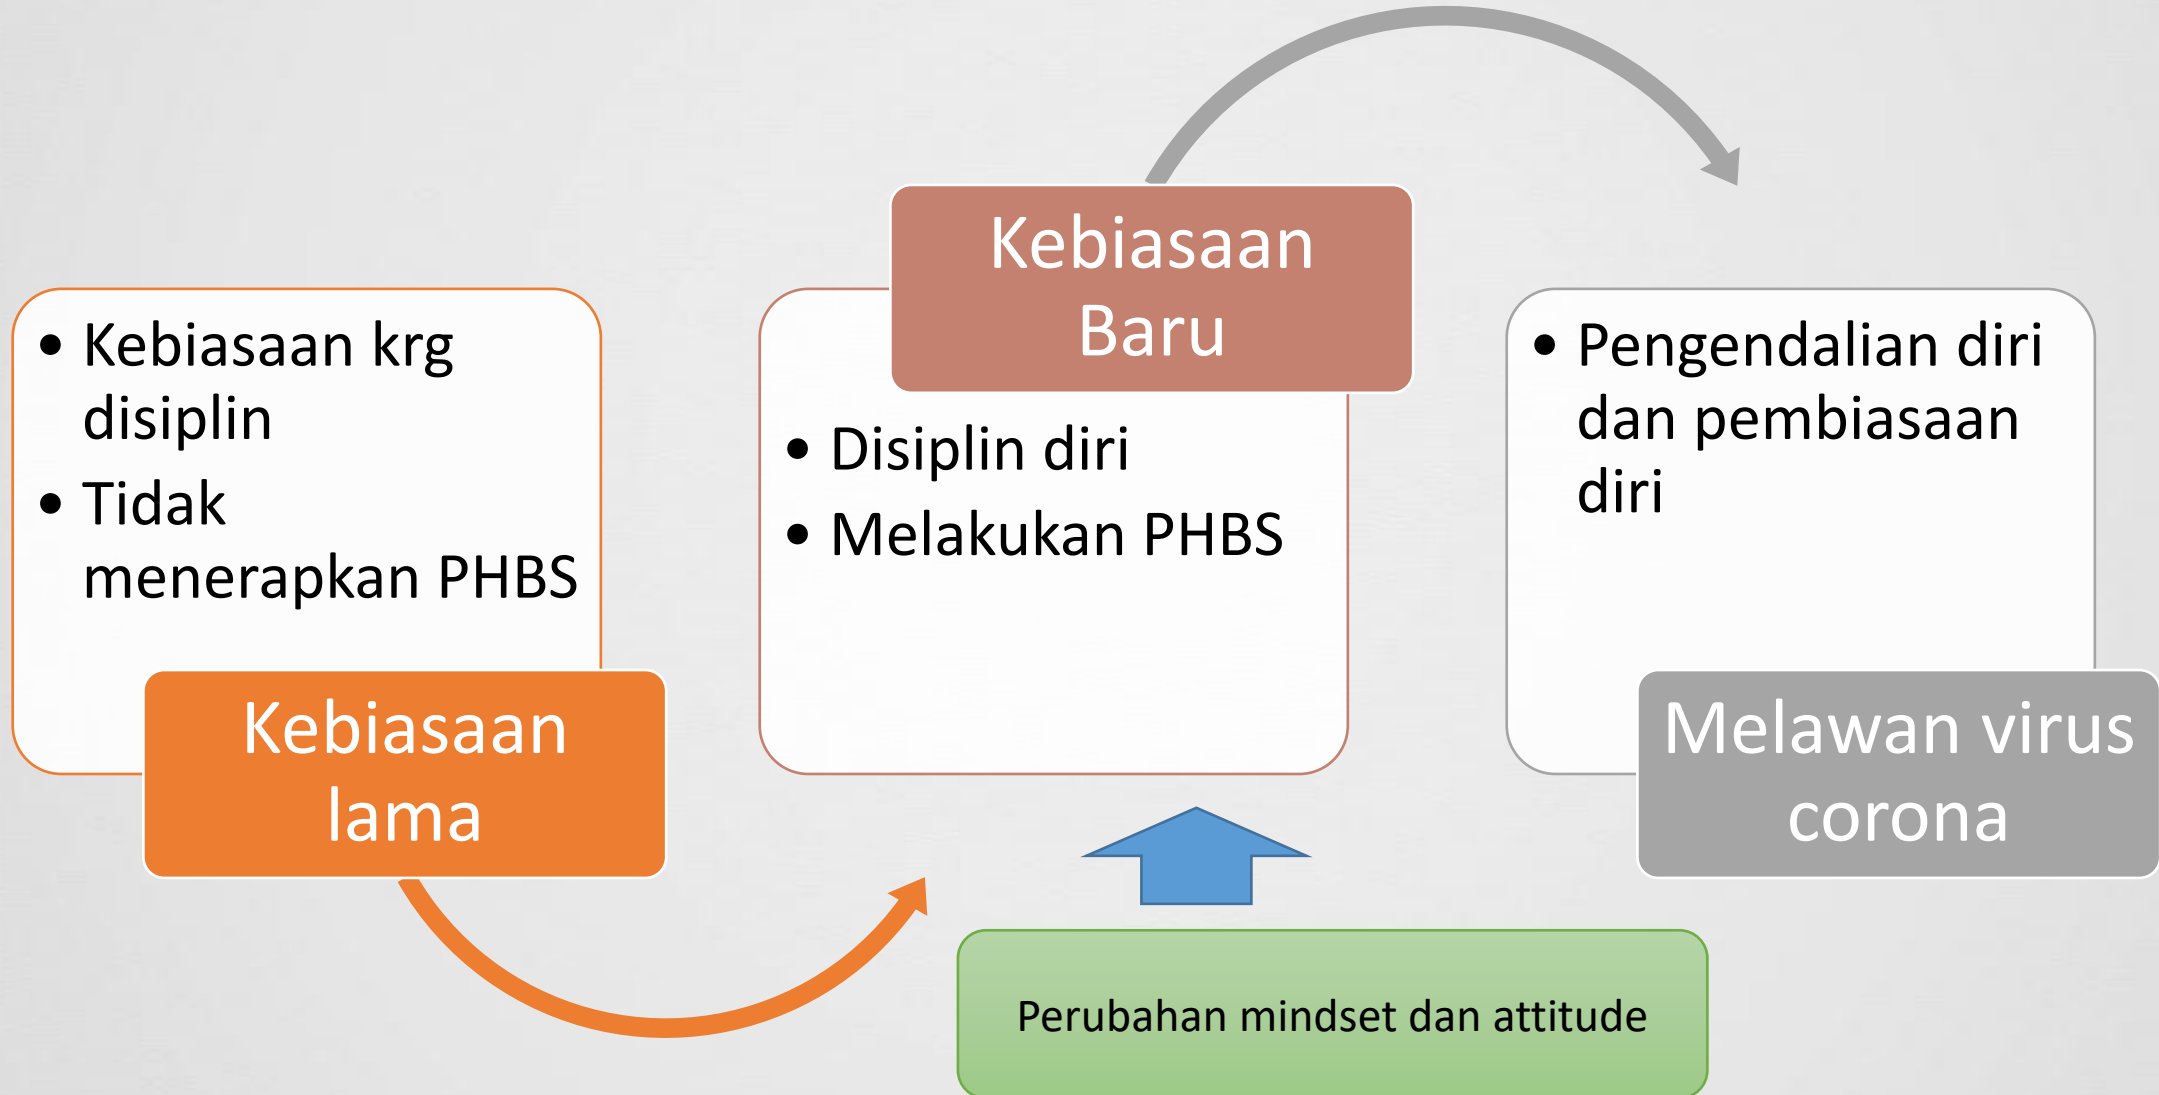 • Kebiasaan krg
disiplin
• Tidak
menerapkan PHBS
Kebiasaan
lama
Kebiasaan
Baru
• Disiplin diri
• Melakukan PHBS
• Pengendalian diri
dan pembiasaan
diri
Melawan virus
corona
Perubahan mindset dan attitude